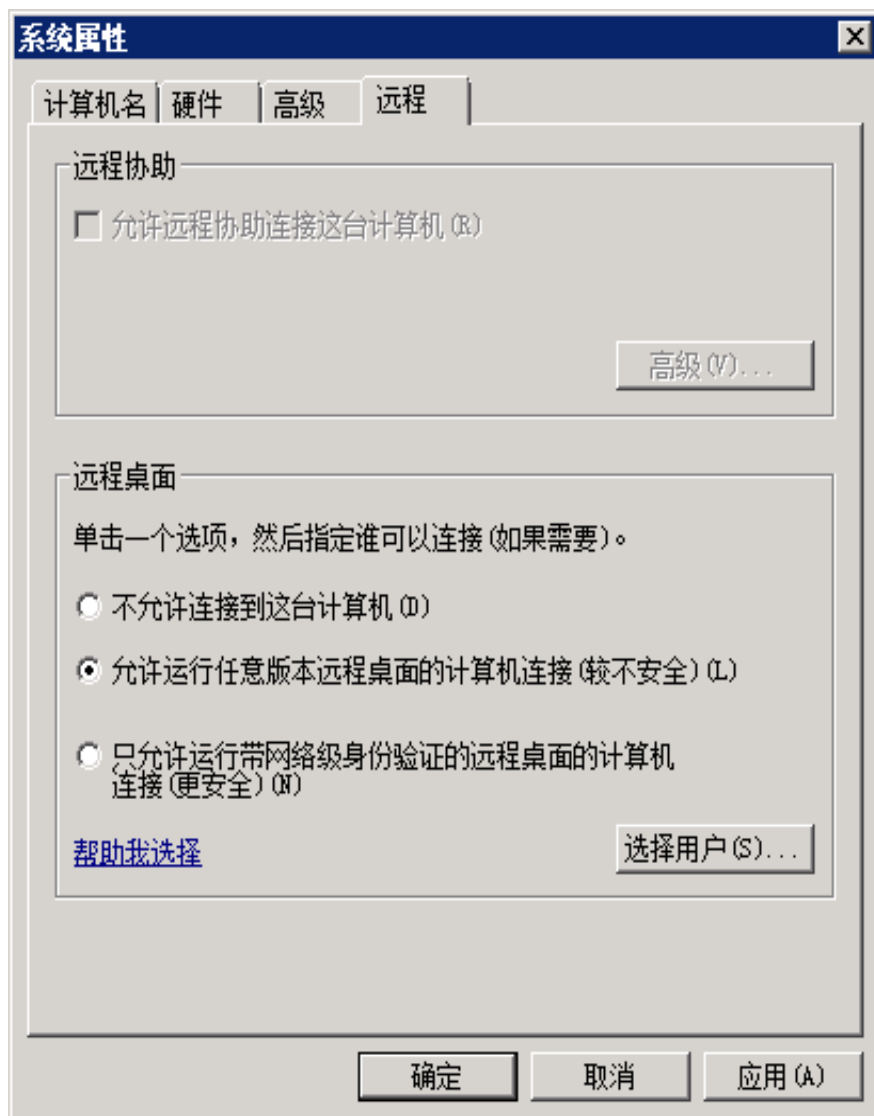 系统属性
计算机名
硬件
高级
远程
远程协助
允许远程协助连接这台计算机(R)
高级(V)...
远程桌面
单击一个选项，然后指定谁可以连接(如果需要)。
不允许连接到这台计算机(D)
允许运行任意版本远程桌面的计算机连接(较不安全)(L)
只允许运行带网络级身份验证的远程桌面的计算机
连接(更安全)(N)
帮助我选择
选择用户(S)...
确定
取消
应用(A)